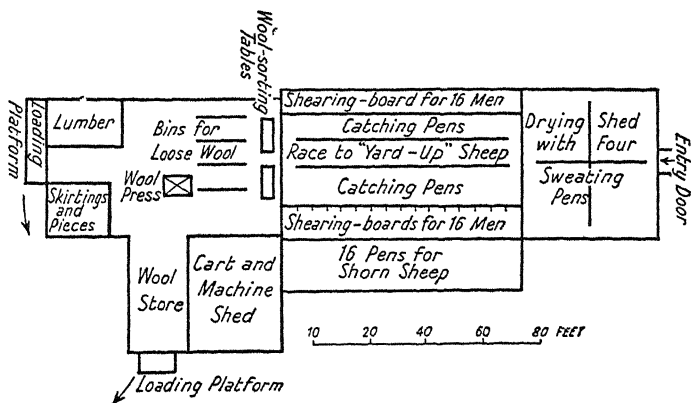 Wool-sorting
Tables
Loading
Platform
Loading
Lumber
Bins for
Loose Wool
Wool
Press
Skirtings
and
Pieces
Shearing-board for 16 Men
Catching Pens
Race to "Yard-Up" Sheep
Catching Pens
Shearing-boards for 16 Men
16 Pens for
Shorn Sheep
Drying Shed
with Four
Sweating
Pens
Entry Door
Wool
Store
Cart and
Machine
Shed
10 20 40 60 80 FEET
Loading Platform